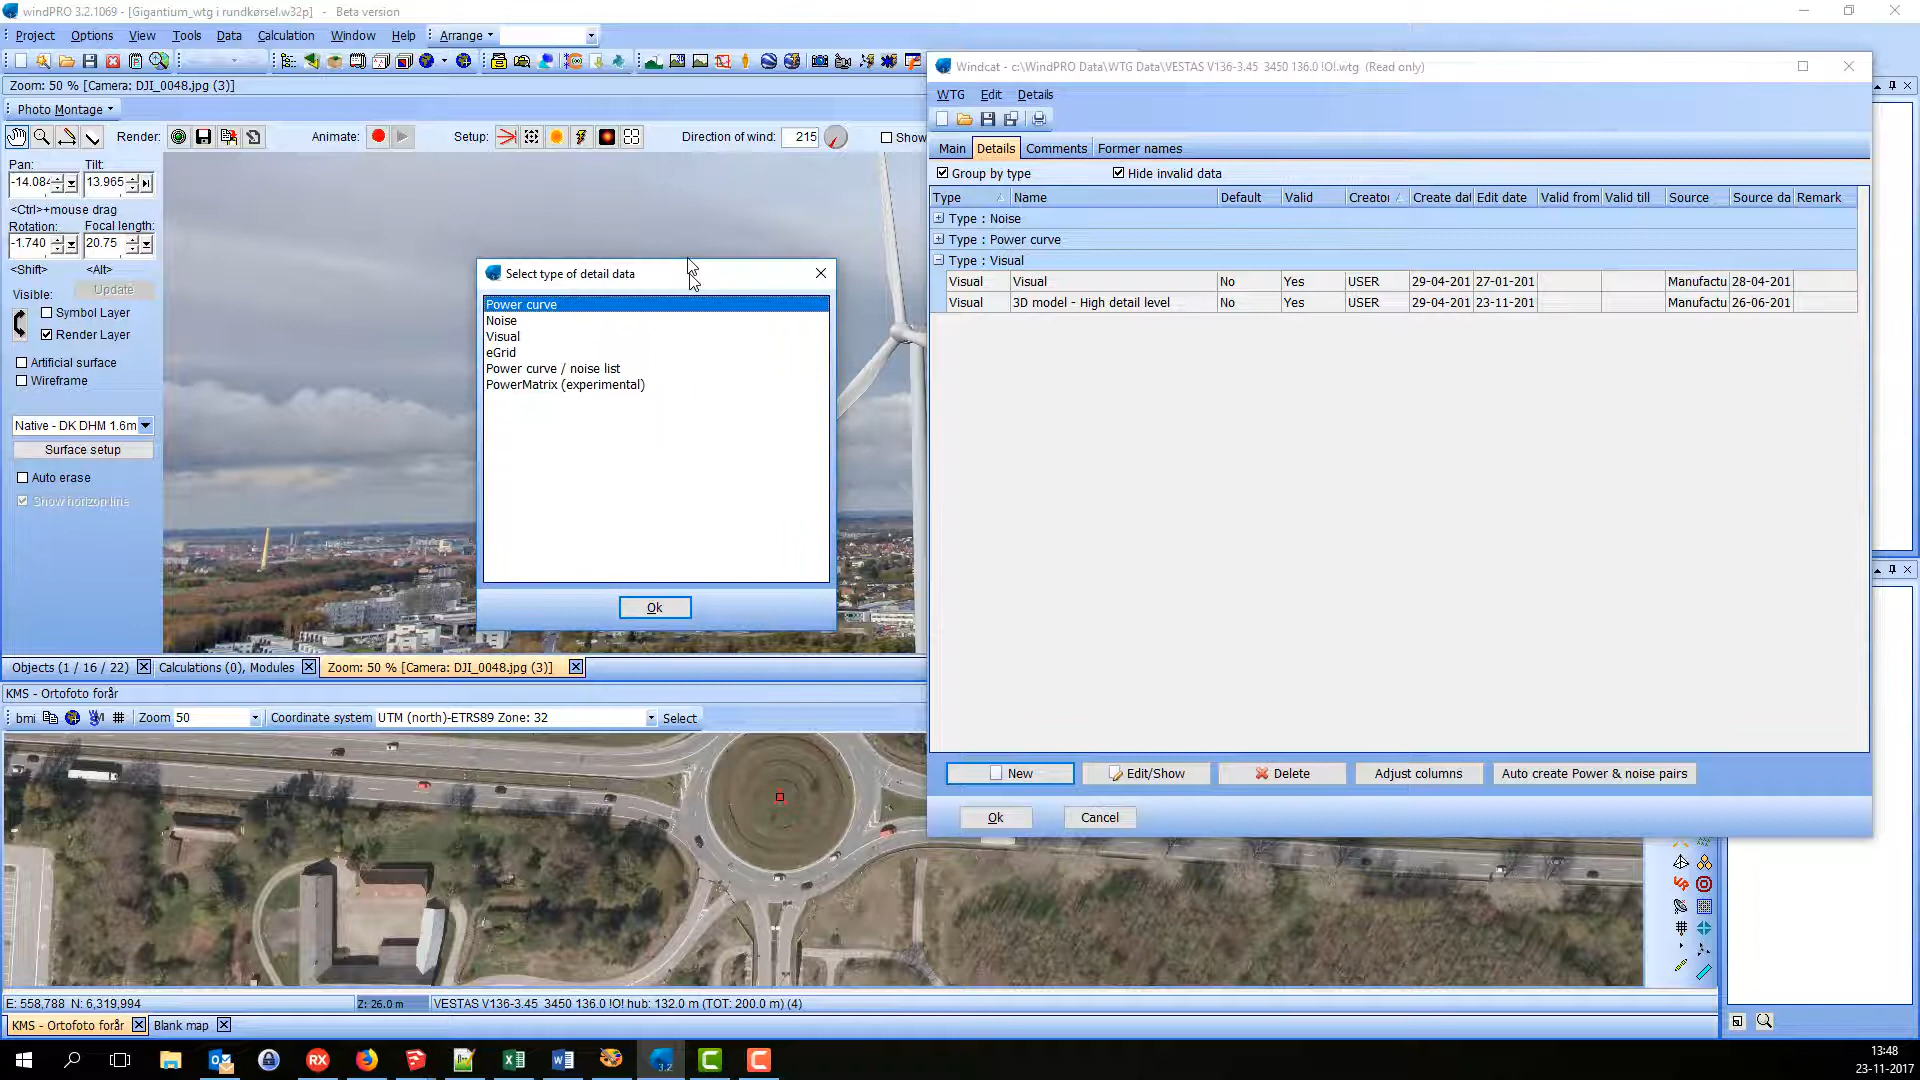 windPRO 3.2.1069 - [Gigantium_wtg i rundkørsel.w32p] - Beta version
Project Options View Tools Data Calculation Window Help Arrange
Zoom: 50 % [Camera: DJI_0048.jpg (3)]
Photo Montage
Render: Animate: Setup: Direction of wind: 215 Show
Pan: Tilt:
-14.084 13.965
<Ctrl>+mouse drag
Rotation: Focal length:
-1.740 20.75
<Shift> <Alt>
Visible: Update
Symbol Layer
Render Layer
Artificial surface
Wireframe
Native - DK DHM 1.6m
Surface setup
Auto erase
Show horizon line
Select type of detail data
Power curve
Noise
Visual
eGrid
Power curve / noise list
PowerMatrix (experimental)
Ok
Windcat - c:\WindPRO Data\WTG Data\VESTAS V136-3.45 3450 136.0 !O!.wtg (Read only)
WTG Edit Details
Main Details Comments Former names
Group by type Hide invalid data
Type Name Default Valid Creato Create dat Edit date Valid from Valid till Source Source da Remark
Type : Noise
Type : Power curve
Type : Visual
Visual Visual No Yes USER 29-04-201 27-01-201 Manufactu 28-04-201
Visual 3D model - High detail level No Yes USER 29-04-201 23-11-201 Manufactu 26-06-201
New Edit/Show Delete Adjust columns Auto create Power & noise pairs
Ok Cancel
Objects (1 / 16 / 22) Calculations (0), Modules Zoom: 50 % [Camera: DJI_0048.jpg (3)]
KMS - Ortofoto forår
bmi Zoom 50 Coordinate system UTM (north)-ETRS89 Zone: 32 Select
E: 558,788 N: 6,319,994 Z: 26.0 m VESTAS V136-3.45 3450 136.0 !O! hub: 132.0 m (TOT: 200.0 m) (4)
KMS - Ortofoto forår Blank map
RX 3.2
13:48
23-11-2017